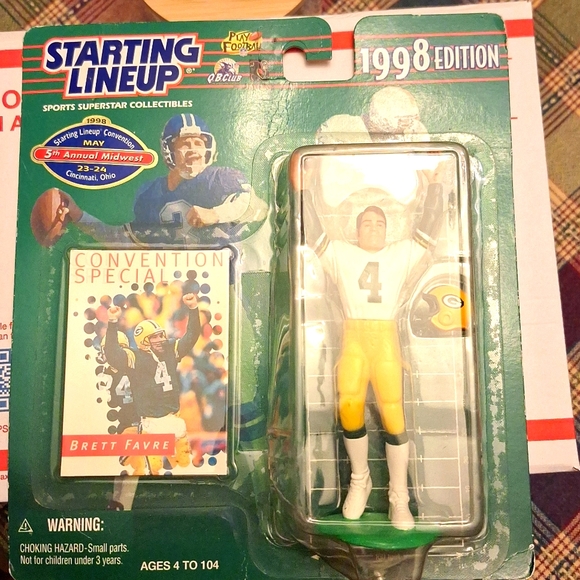 STARTING
LINEUP®
SPORTS SUPERSTAR COLLECTIBLES
PLAY
FOOTBALL
QB CLUB
1998 EDITION
1998
Starting Lineup Convention
MAY
5th Annual Midwest
23-24
Cincinnati, Ohio
CONVENTION
SPECIAL
4
4
BRETT FAVRE
4
G
WARNING:
CHOKING HAZARD-Small parts.
Not for children under 3 years.
AGES 4 TO 104